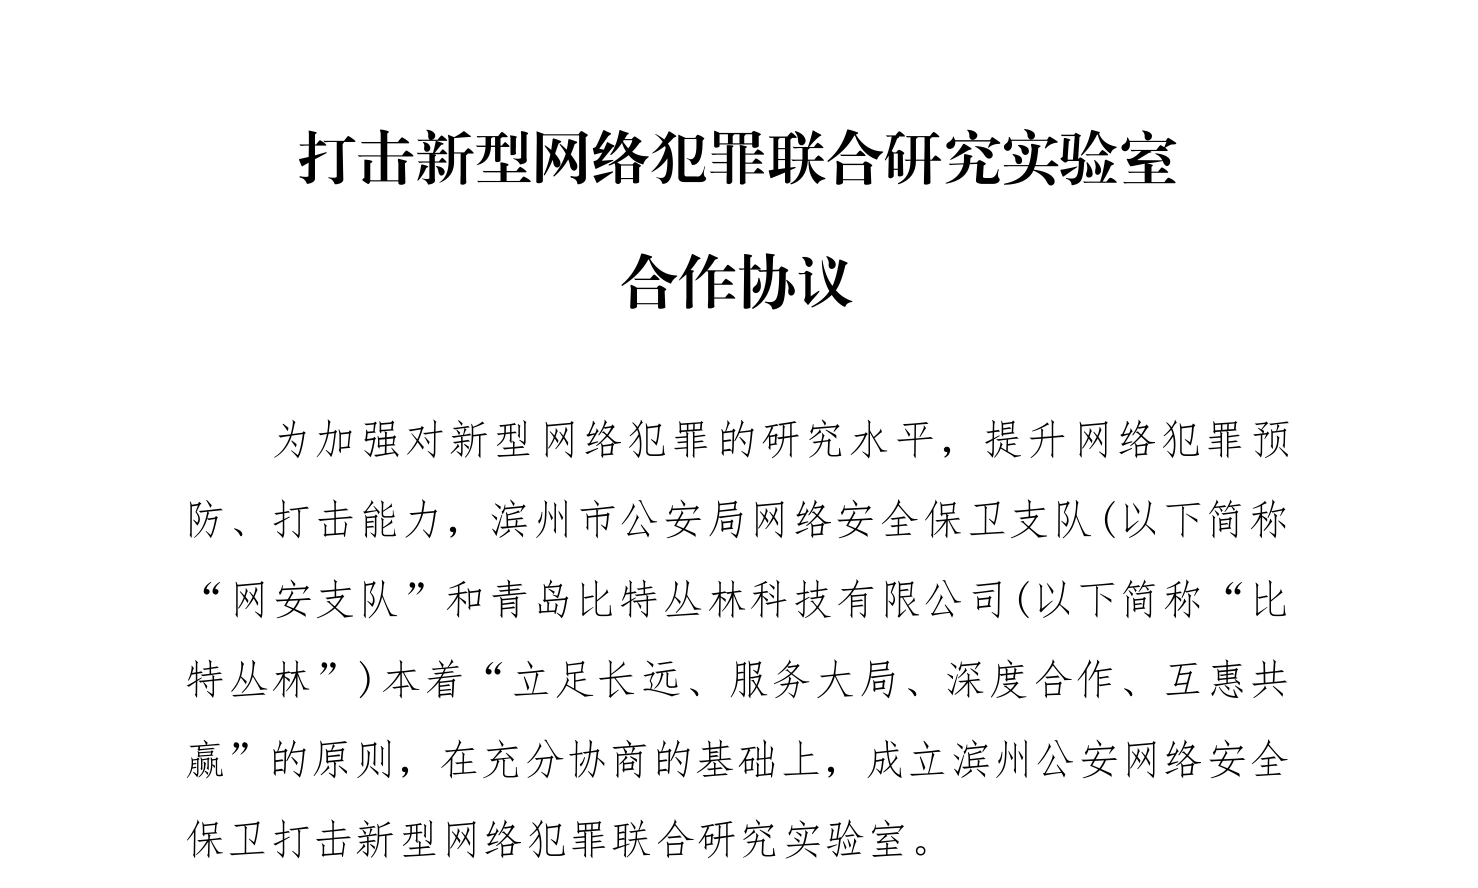 打击新型网络犯罪联合研究实验室
合作协议
为加强对新型网络犯罪的研究水平，提升网络犯罪预
防、打击能力，滨州市公安局网络安全保卫支队(以下简称
“网安支队”和青岛比特丛林科技有限公司(以下简称“比
特丛林”)本着“立足长远、服务大局、深度合作、互惠共
赢”的原则，在充分协商的基础上，成立滨州公安网络安全
保卫打击新型网络犯罪联合研究实验室。